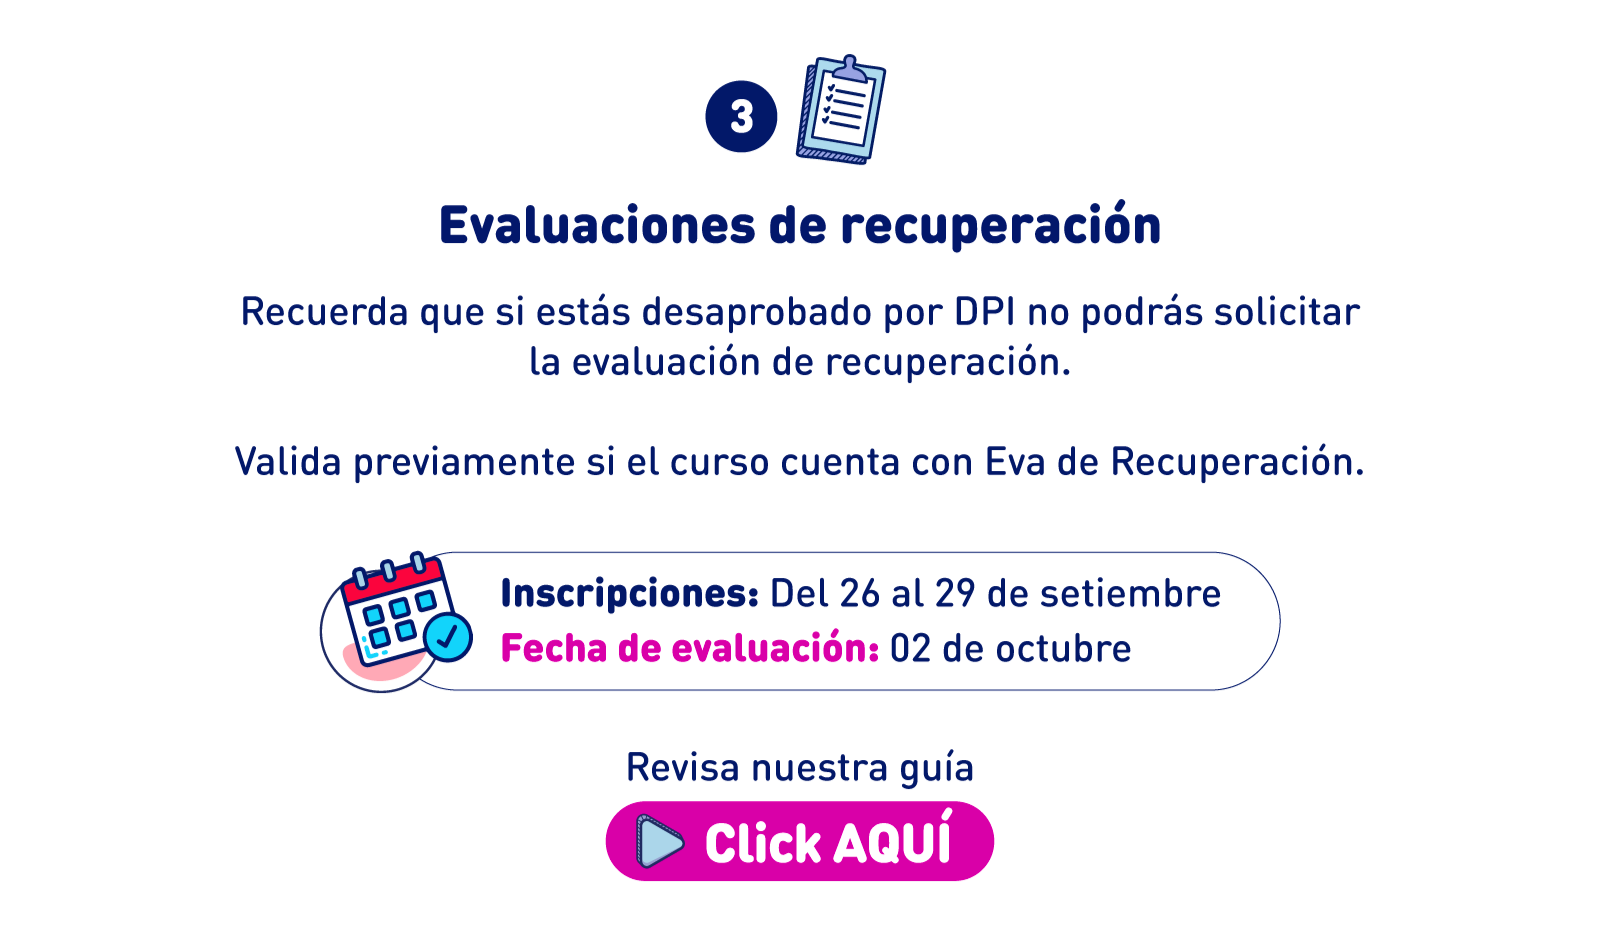 3
Evaluaciones de recuperación
Recuerda que si estás desaprobado por DPI no podrás solicitar
la evaluación de recuperación.
Valida previamente si el curso cuenta con Eva de Recuperación.
Inscripciones: Del 26 al 29 de setiembre
Fecha de evaluación: 02 de octubre
Revisa nuestra guía
Click AQUÍ